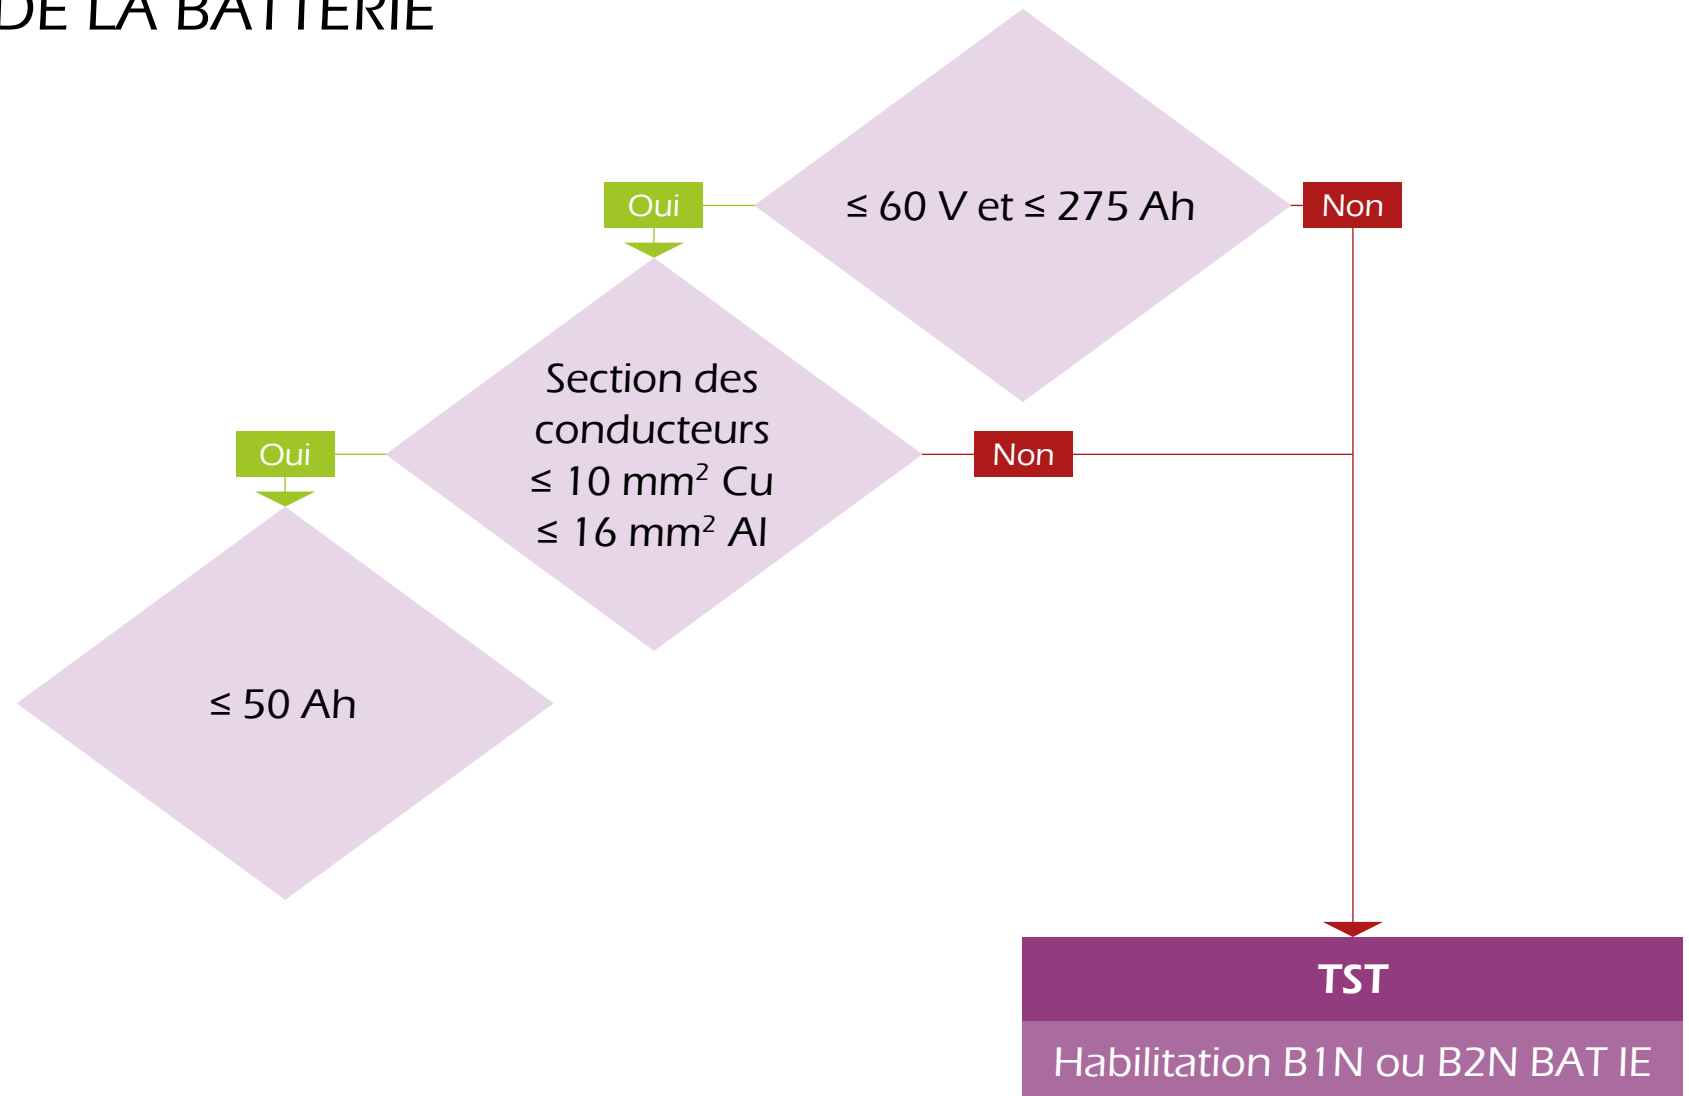 DE LA BATTERIE
≤ 60 V et ≤ 275 Ah
Oui
Non
Section des
conducteurs
≤ 10 mm² Cu
≤ 16 mm² Al
Oui
Non
≤ 50 Ah
TST
Habilitation B1N ou B2N BAT IE